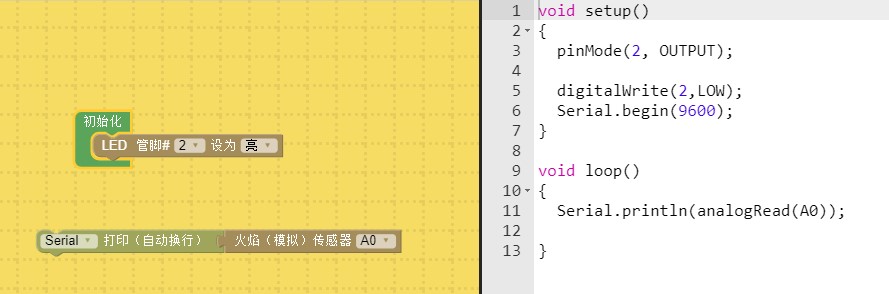 初始化
LED 管脚# 2 设为 亮
Serial 打印（自动换行） 火焰（模拟）传感器 A0
1 void setup()
2 {
3 pinMode(2, OUTPUT);
4
5 digitalWrite(2,LOW);
6 Serial.begin(9600);
7 }
8
9 void loop()
10 {
11 Serial.println(analogRead(A0));
12
13 }